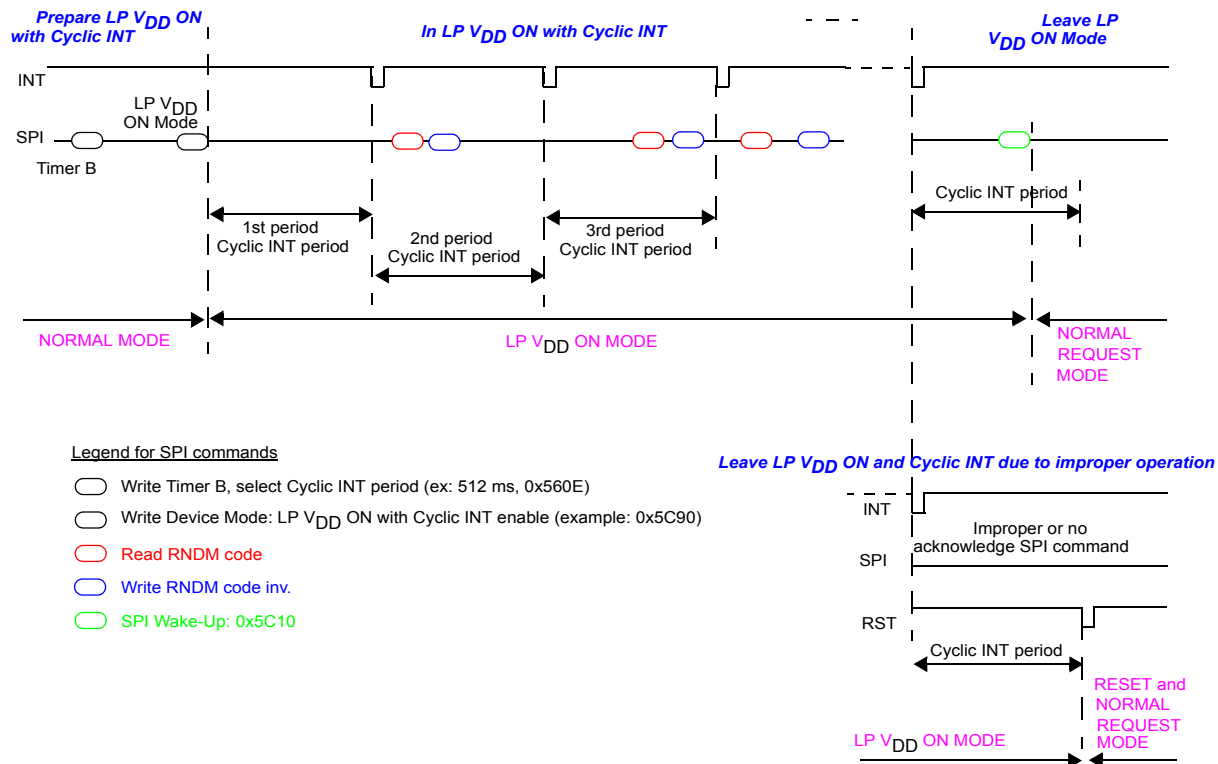 Prepare LP VDD ON
with Cyclic INT
In LP VDD ON with Cyclic INT
Leave LP
VDD ON Mode
INT
LP VDD
ON Mode
SPI
Timer B
1st period
Cyclic INT period
2nd period
Cyclic INT period
3rd period
Cyclic INT period
Cyclic INT period
NORMAL MODE
LP VDD ON MODE
NORMAL
REQUEST
MODE
Legend for SPI commands
Write Timer B, select Cyclic INT period (ex: 512 ms, 0x560E)
Write Device Mode: LP VDD ON with Cyclic INT enable (example: 0x5C90)
Read RNDM code
Write RNDM code inv.
SPI Wake-Up: 0x5C10
Leave LP VDD ON and Cyclic INT due to improper operation
INT
Improper or no
acknowledge SPI command
SPI
RST
Cyclic INT period
RESET and
NORMAL
REQUEST
MODE
LP VDD ON MODE